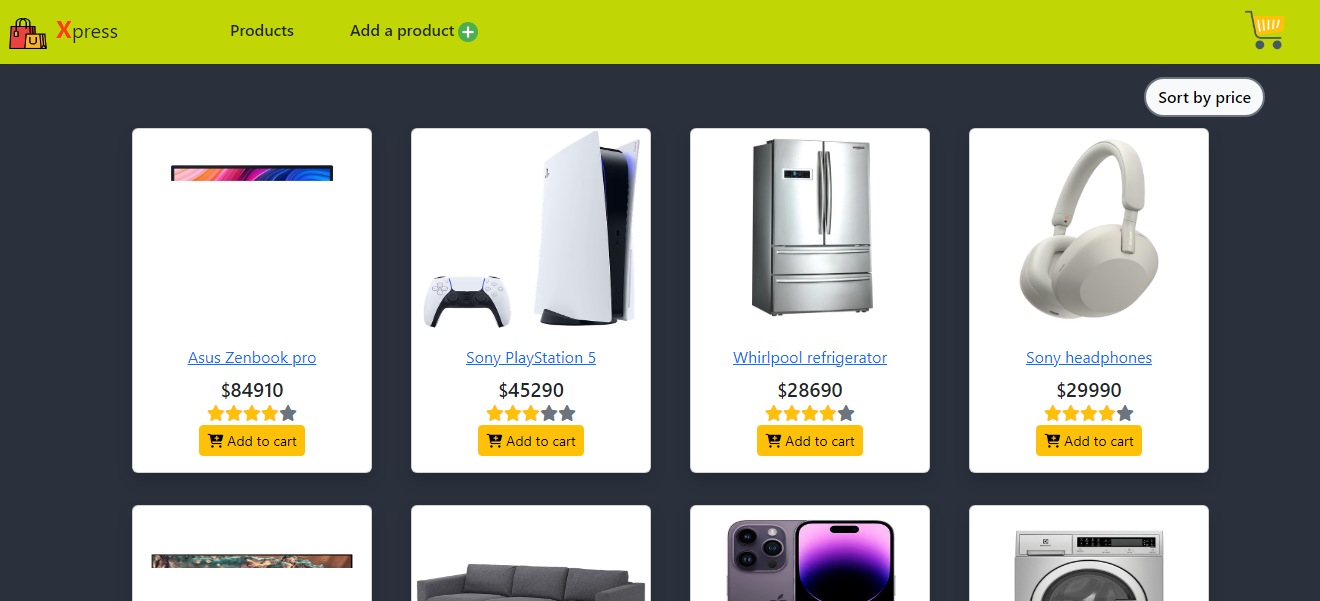 Xpress
Products
Add a product
Sort by price
Asus Zenbook pro
$84910
Add to cart
Sony PlayStation 5
$45290
Add to cart
Whirlpool refrigerator
$28690
Add to cart
Sony headphones
$29990
Add to cart